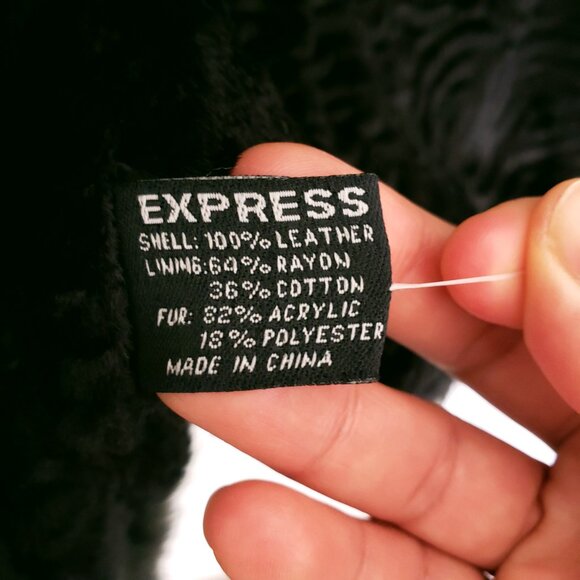 EXPRESS
SHELL: 100% LEATHER
LINING: 64% RAYON
36% COTTON
FUR: 82% ACRYLIC
18% POLYESTER
MADE IN CHINA